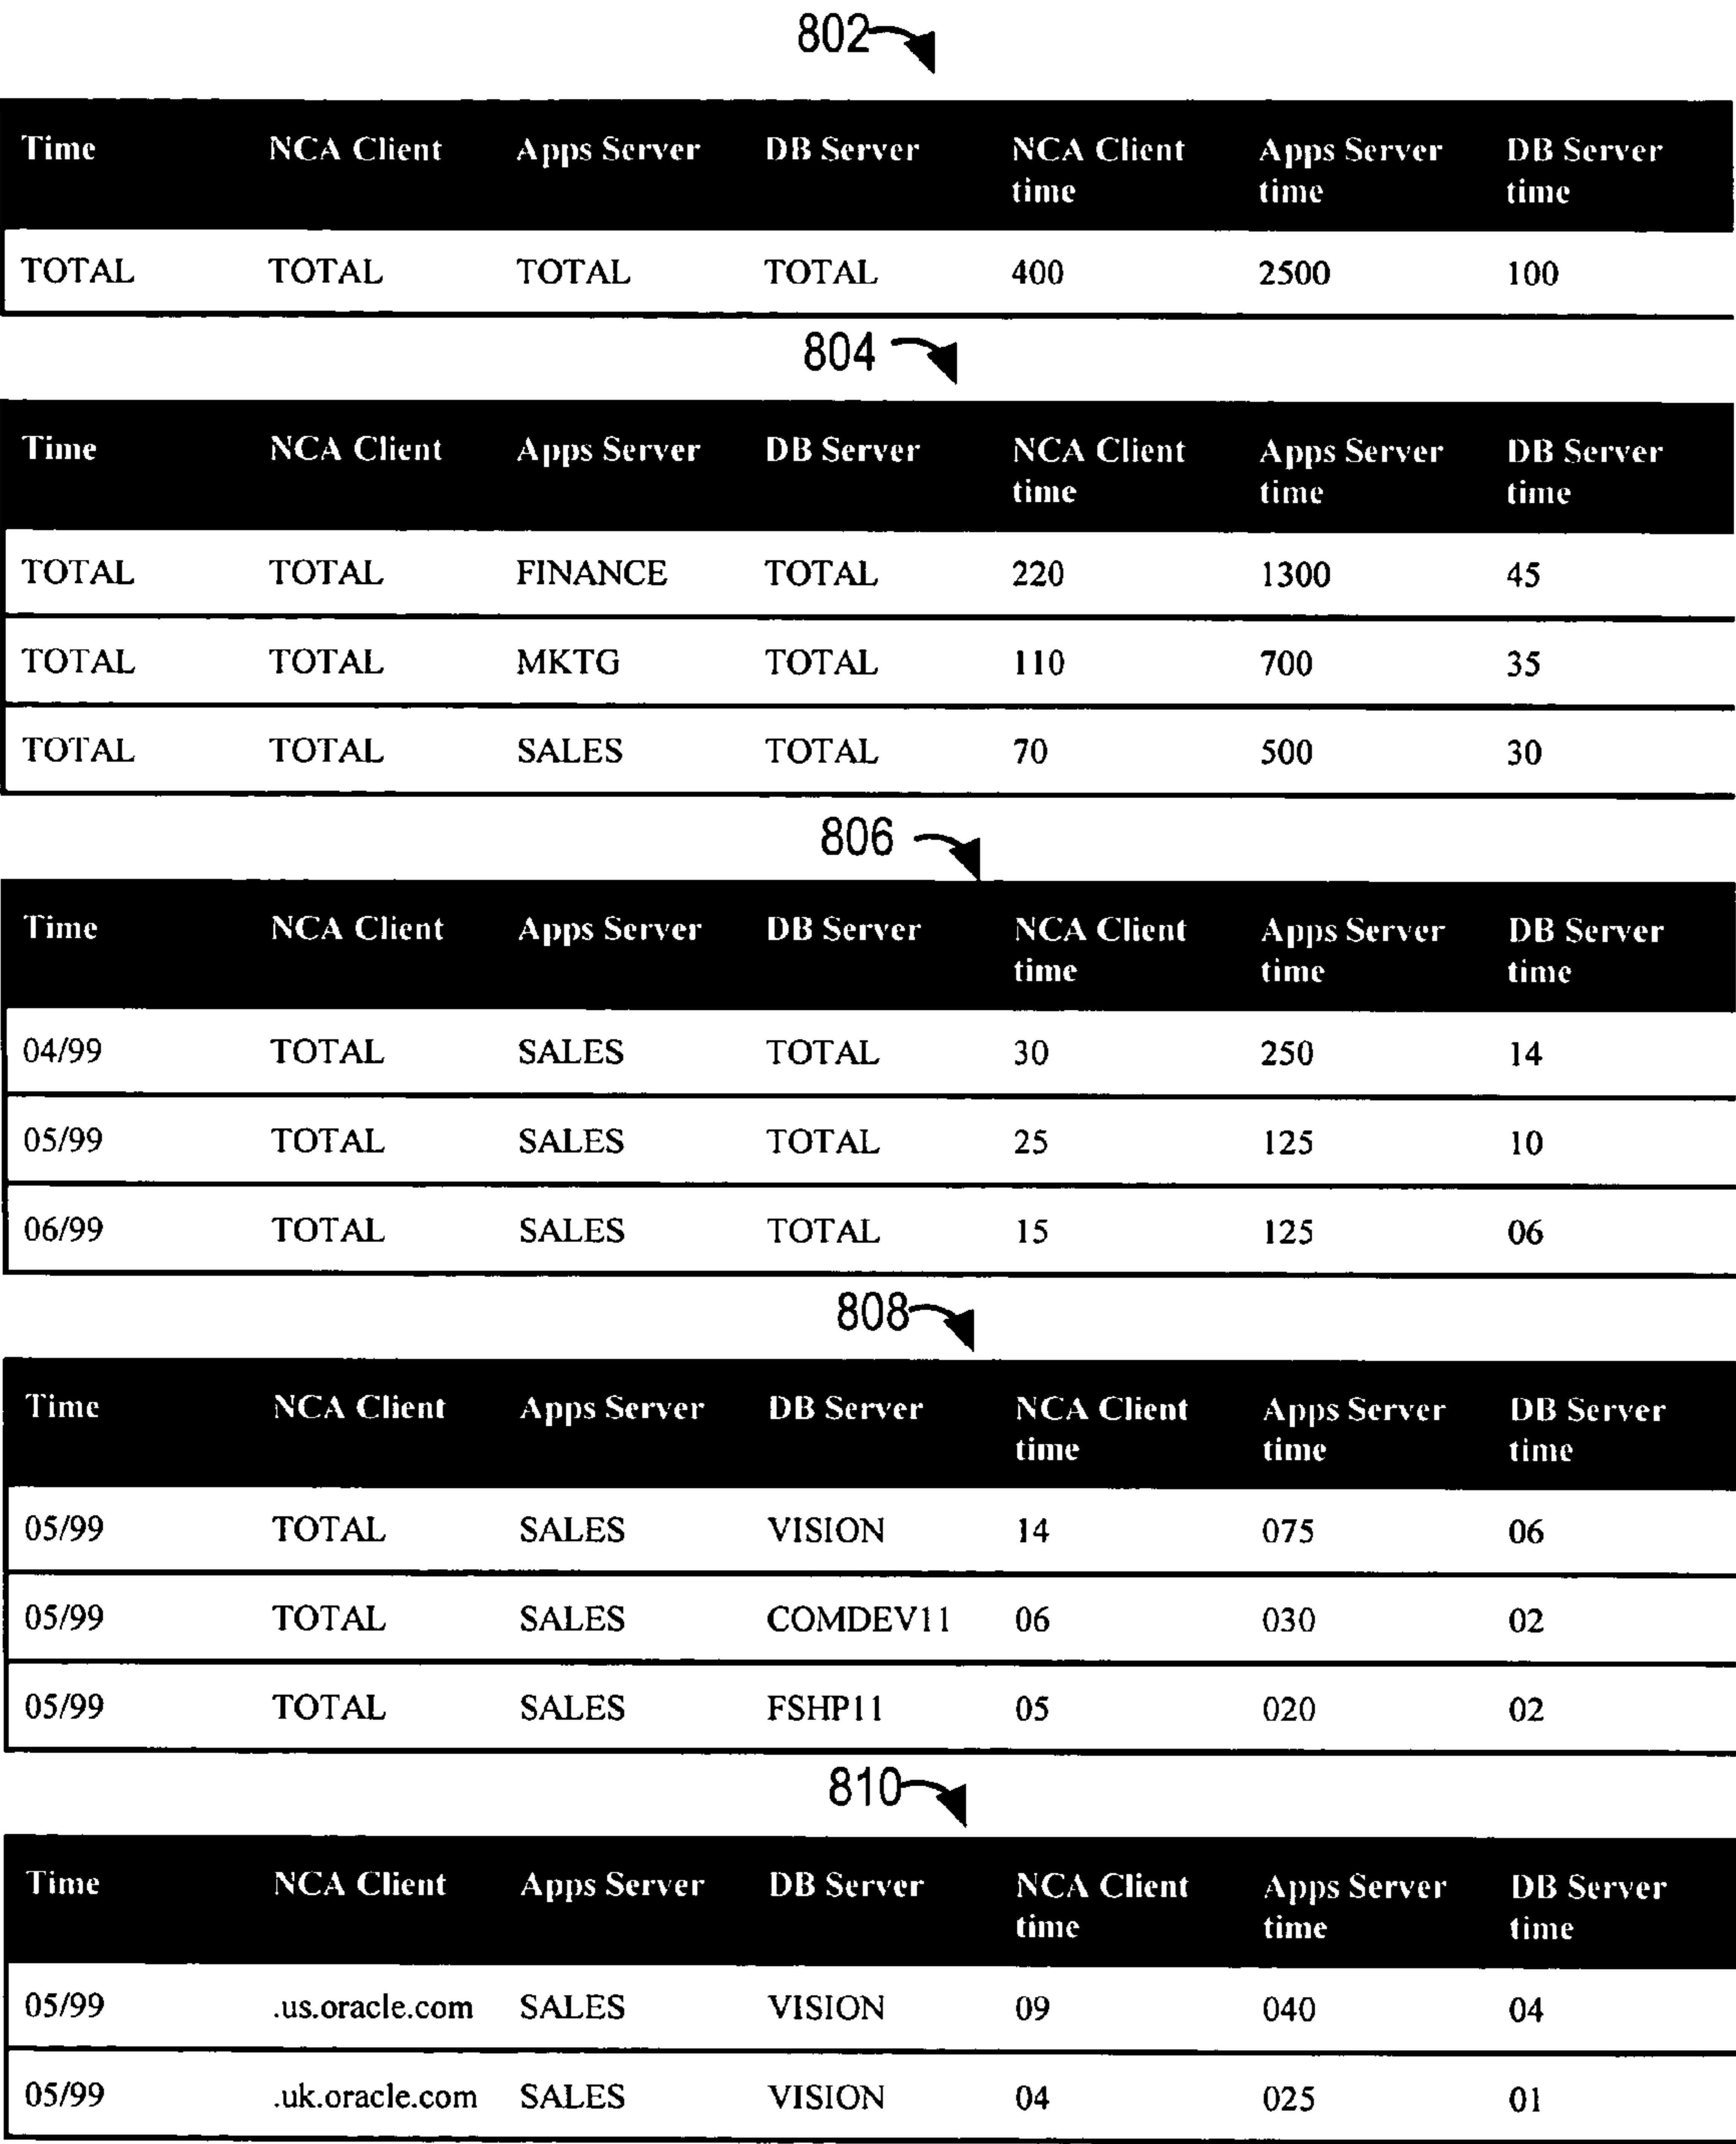 802
Time NCA Client Apps Server DB Server NCA Client time Apps Server time DB Server time
TOTAL TOTAL TOTAL TOTAL 400 2500 100
804
Time NCA Client Apps Server DB Server NCA Client time Apps Server time DB Server time
TOTAL TOTAL FINANCE TOTAL 220 1300 45
TOTAL TOTAL MKTG TOTAL 110 700 35
TOTAL TOTAL SALES TOTAL 70 500 30
806
Time NCA Client Apps Server DB Server NCA Client time Apps Server time DB Server time
04/99 TOTAL SALES TOTAL 30 250 14
05/99 TOTAL SALES TOTAL 25 125 10
06/99 TOTAL SALES TOTAL 15 125 06
808
Time NCA Client Apps Server DB Server NCA Client time Apps Server time DB Server time
05/99 TOTAL SALES VISION 14 075 06
05/99 TOTAL SALES COMDEV11 06 030 02
05/99 TOTAL SALES FSHP11 05 020 02
810
Time NCA Client Apps Server DB Server NCA Client time Apps Server time DB Server time
05/99 .us.oracle.com SALES VISION 09 040 04
05/99 .uk.oracle.com SALES VISION 04 025 01